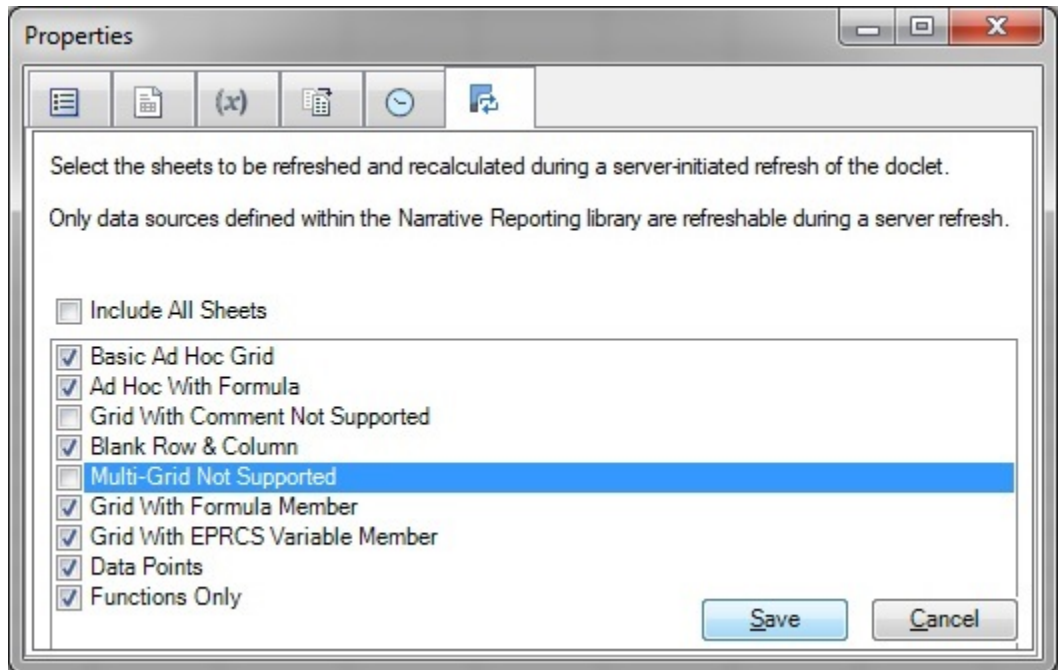 Properties
(x)
Select the sheets to be refreshed and recalculated during a server-initiated refresh of the doclet.
Only data sources defined within the Narrative Reporting library are refreshable during a server refresh.
Include All Sheets
Basic Ad Hoc Grid
Ad Hoc With Formula
Grid With Comment Not Supported
Blank Row & Column
Multi-Grid Not Supported
Grid With Formula Member
Grid With EPRCS Variable Member
Data Points
Functions Only
Save Cancel